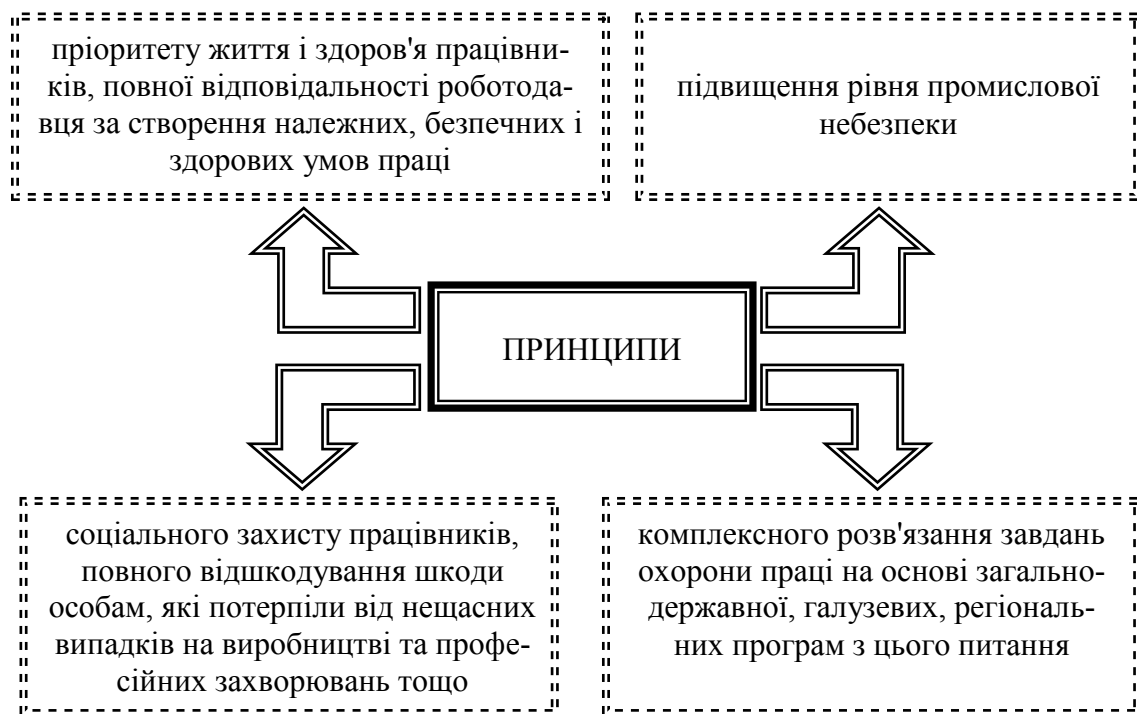 пріоритету життя і здоров'я працівни-
ків, повної відповідальності роботода-
вця за створення належних, безпечних і
здорових умов праці
підвищення рівня промислової
небезпеки
ПРИНЦИПИ
соціального захисту працівників,
повного відшкодування шкоди
особам, які потерпіли від нещасних
випадків на виробництві та профе-
сійних захворювань тощо
комплексного розв'язання завдань
охорони праці на основі загально-
державної, галузевих, регіональ-
них програм з цього питання